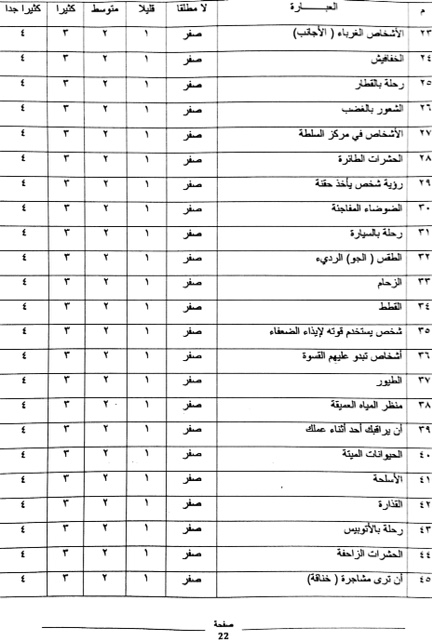 م العبـــــــارة لا مطلقا قليلا متوسط كثيرا كثيرا جدا
٢٣ الأشخاص الغرباء ( الأجانب) صفر ١ ٢ ٣ ٤
٢٤ الخفافيش صفر ١ ٢ ٣ ٤
٢٥ رحلة بالقطار صفر ١ ٢ ٣ ٤
٢٦ الشعور بالغضب صفر ١ ٢ ٣ ٤
٢٧ الأشخاص في مركز السلطة صفر ١ ٢ ٣ ٤
٢٨ الحشرات الطائرة صفر ١ ٢ ٣ ٤
٢٩ رؤية شخص يأخذ حقنة صفر ١ ٢ ٣ ٤
٣٠ الضوضاء المفاجئة صفر ١ ٢ ٣ ٤
٣١ رحلة بالسيارة صفر ١ ٢ ٣ ٤
٣٢ الطقس ( الجو) الرديء صفر ١ ٢ ٣ ٤
٣٣ الزحام صفر ١ ٢ ٣ ٤
٣٤ القطط صفر ١ ٢ ٣ ٤
٣٥ شخص يستخدم قوته لإيذاء الضعفاء صفر ١ ٢ ٣ ٤
٣٦ أشخاص تبدو عليهم القسوة صفر ١ ٢ ٣ ٤
٣٧ الطيور صفر ١ ٢ ٣ ٤
٣٨ منظر المياه العميقة صفر ١ ٢ ٣ ٤
٣٩ أن يراقبك أحد أثناء عملك صفر ١ ٢ ٣ ٤
٤٠ الحيوانات الميتة صفر ١ ٢ ٣ ٤
٤١ الأسلحة صفر ١ ٢ ٣ ٤
٤٢ القذارة صفر ١ ٢ ٣ ٤
٤٣ رحلة بالأتوبيس صفر ١ ٢ ٣ ٤
٤٤ الحشرات الزاحفة صفر ١ ٢ ٣ ٤
٤٥ أن ترى مشاجرة ( خناقة) صفر ١ ٢ ٣ ٤
صفحة
22